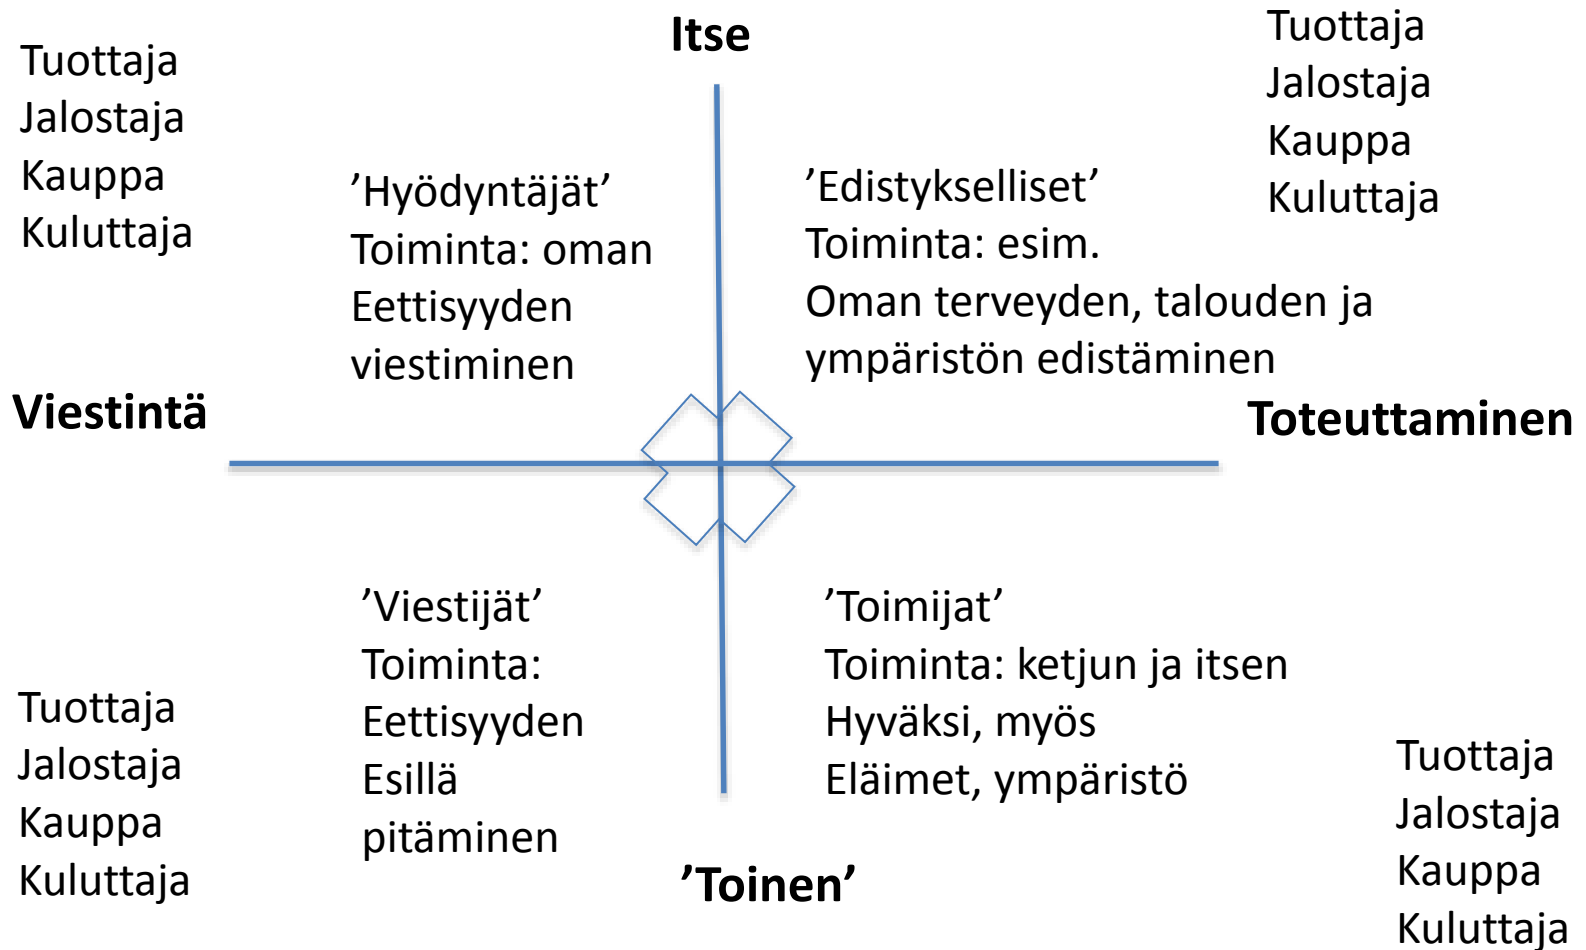 Itse
Tuottaja
Jalostaja
Kauppa
Kuluttaja
Tuottaja
Jalostaja
Kauppa
Kuluttaja
’Hyödyntäjät’
Toiminta: oman
Eettisyyden
viestiminen
’Edistykselliset’
Toiminta: esim.
Oman terveyden, talouden ja
ympäristön edistäminen
Viestintä
Toteuttaminen
’Viestijät’
Toiminta:
Eettisyyden
Esillä
pitäminen
’Toimijat’
Toiminta: ketjun ja itsen
Hyväksi, myös
Eläimet, ympäristö
Tuottaja
Jalostaja
Kauppa
Kuluttaja
’Toinen’
Tuottaja
Jalostaja
Kauppa
Kuluttaja